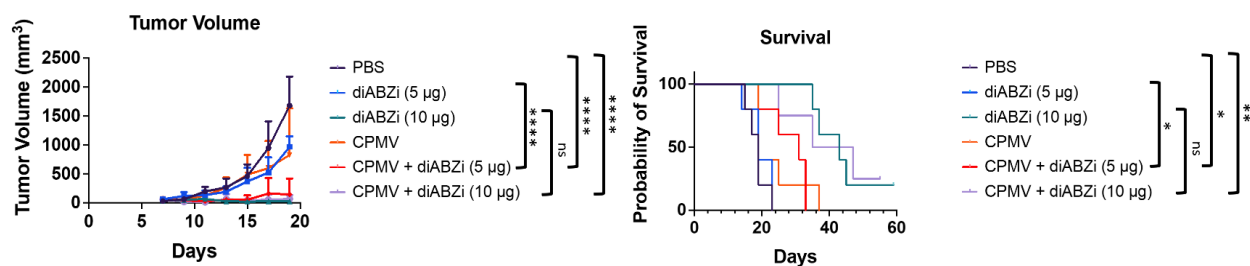 Tumor Volume
Tumor Volume (mm³)
2500
2000
1500
1000
500
0
0
5
10
15
20
Days
PBS
diABZi (5 µg)
diABZi (10 µg)
CPMV
CPMV + diABZi (5 µg)
CPMV + diABZi (10 µg)
****
ns
****
****
Survival
Probability of Survival
100
50
0
0
20
40
60
Days
PBS
diABZi (5 µg)
diABZi (10 µg)
CPMV
CPMV + diABZi (5 µg)
CPMV + diABZi (10 µg)
*
ns
*
**